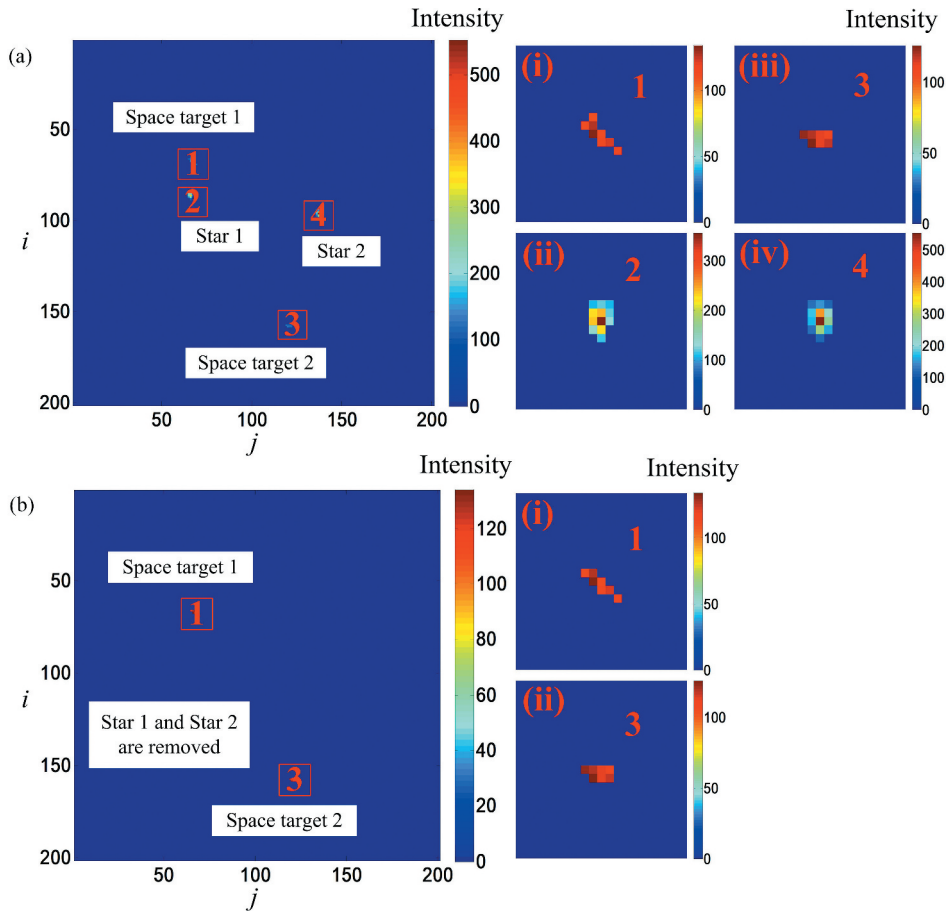 Intensity
Intensity
(a)
50
100
150
200
i
50
100
150
200
j
Space target 1
1
2
Star 1
4
Star 2
3
Space target 2
500
400
300
200
100
0
(i)
1
100
50
0
(iii)
3
100
50
0
(ii)
2
300
200
100
0
(iv)
4
500
400
300
200
100
0
Intensity
Intensity
(b)
50
100
150
200
i
50
100
150
200
j
Space target 1
1
Star 1 and Star 2
are removed
3
Space target 2
120
100
80
60
40
20
0
(i)
1
100
50
0
(ii)
3
100
50
0